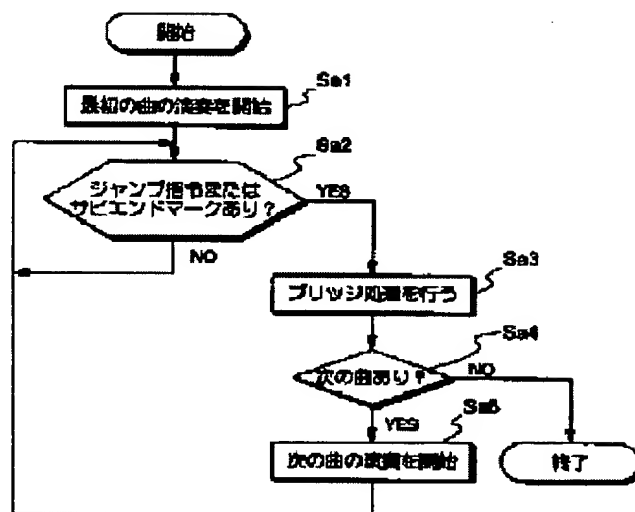 開始
Sa1
最初の曲の演奏を開始
Sa2
ジャンプ指令または
サビエンドマークあり?
YES
NO
Sa3
ブリッジ処理を行う
Sa4
次の曲あり?
NO
YES
Sa5
次の曲の演奏を開始
終了